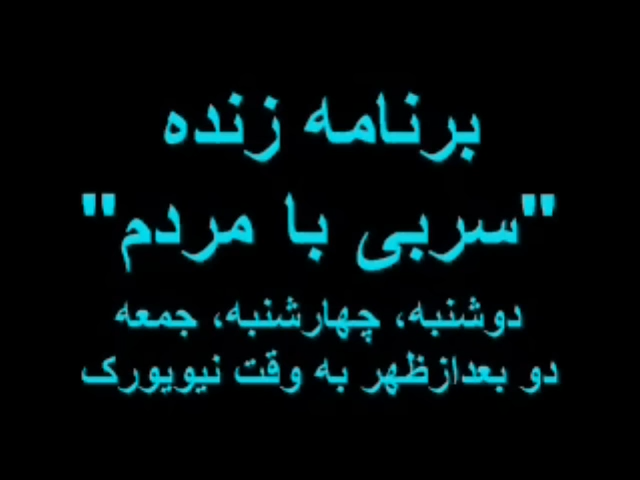 برنامه زنده
"سربی با مردم"
دوشنبه، چهارشنبه، جمعه
دو بعدازظهر به وقت نیویورک